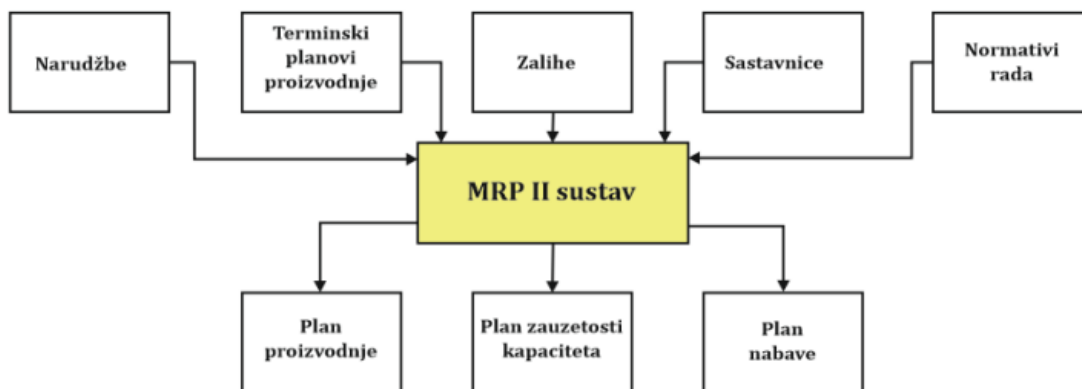 Narudžbe
Terminski
planovi
proizvodnje
Zalihe
Sastavnice
Normativi
rada
MRP II sustav
Plan
proizvodnje
Plan zauzetosti
kapaciteta
Plan
nabave